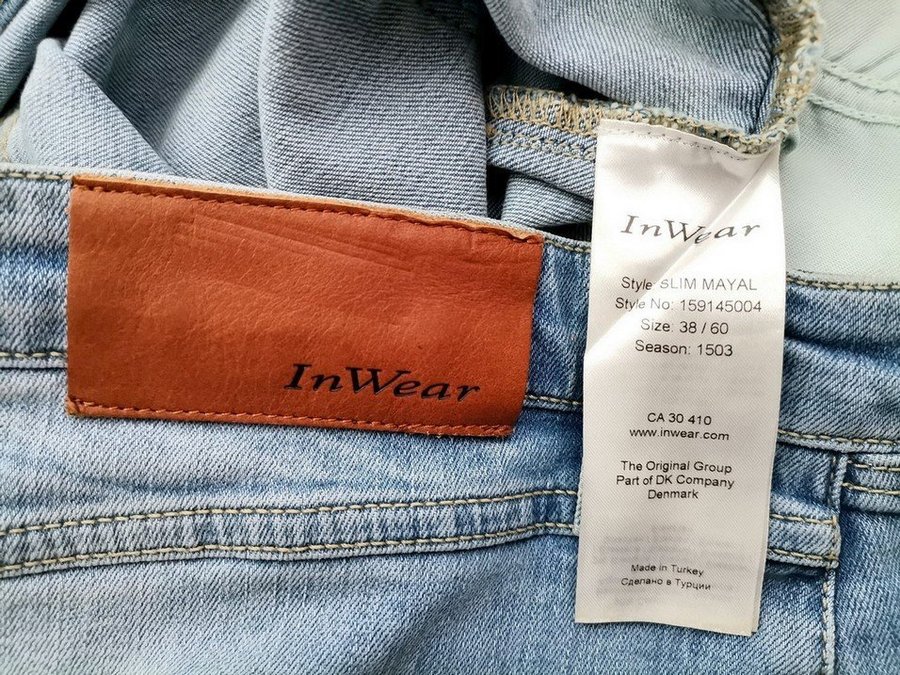 InWear
InWear
Style: SLIM MAYAL
Style No: 159145004
Size: 38 / 60
Season: 1503
CA 30 410
www.inwear.com
The Original Group
Part of DK Company
Denmark
Made in Turkey
Сделано в Турции